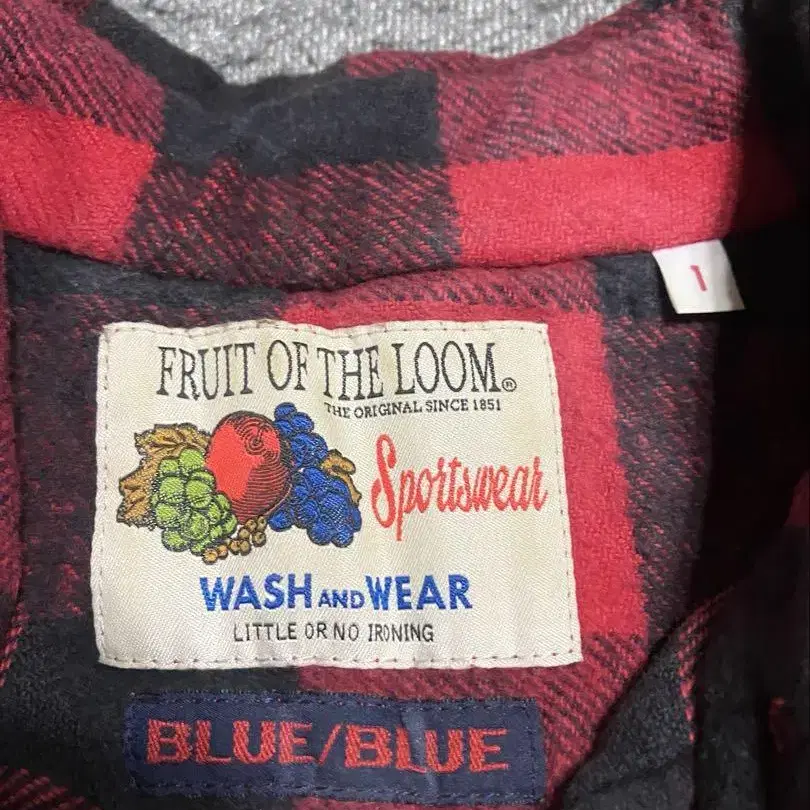 1
FRUIT OF THE LOOM®
THE ORIGINAL SINCE 1851
Sportswear
WASH AND WEAR
LITTLE OR NO IRONING
BLUE/BLUE